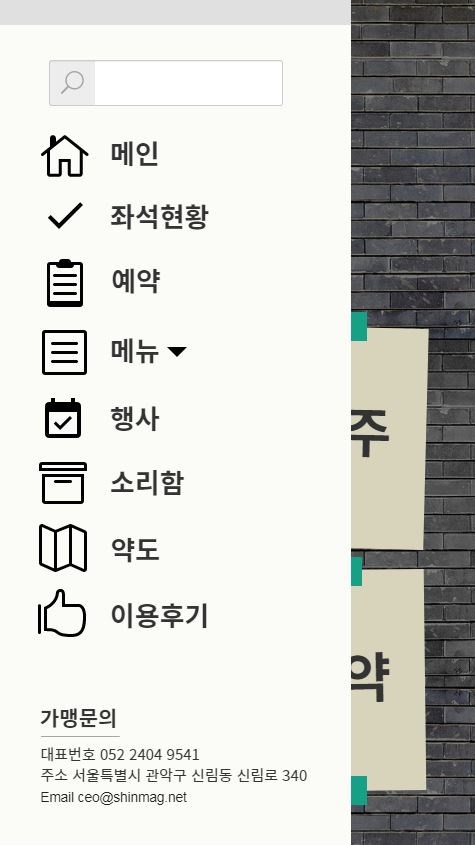 메인
좌석현황
예약
메뉴
행사
소리함
약도
이용후기
주
약
가맹문의
대표번호 052 2404 9541
주소 서울특별시 관악구 신림동 신림로 340
Email ceo@shinmag.net